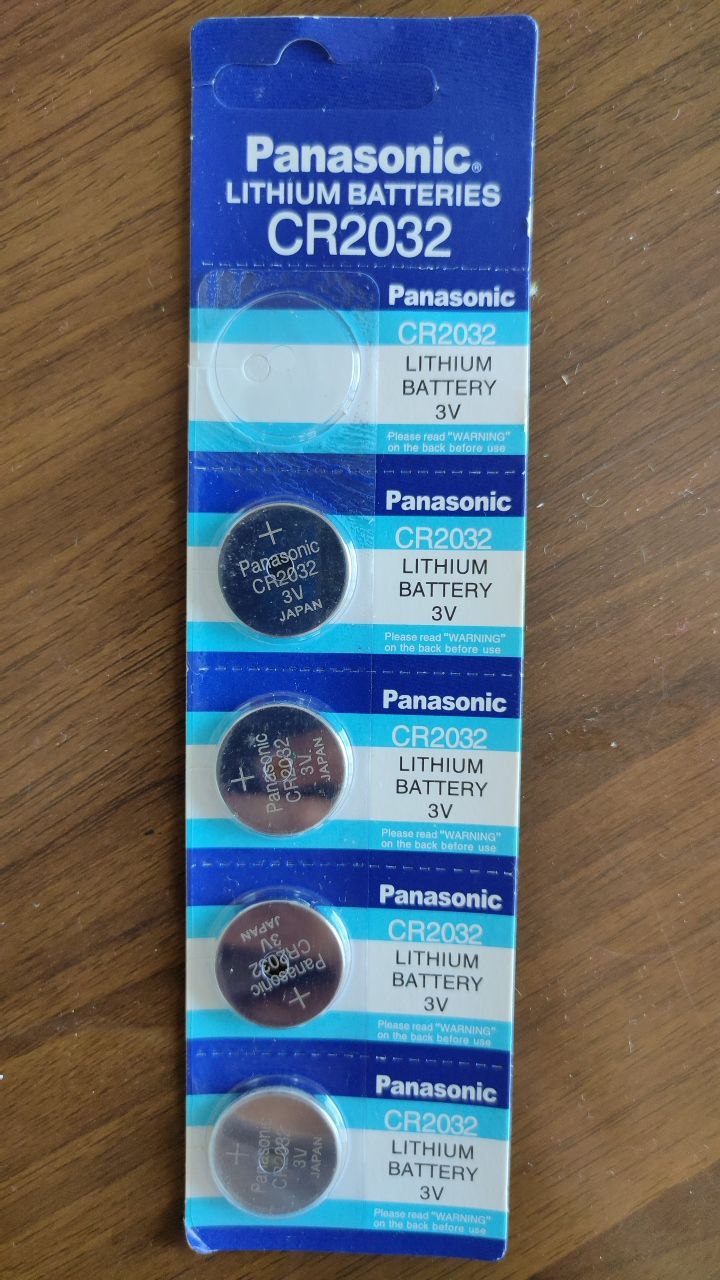 Panasonic®
LITHIUM BATTERIES
CR2032
Panasonic
CR2032
LITHIUM
BATTERY
3V
Please read "WARNING"
on the back before use
Panasonic
CR2032
LITHIUM
BATTERY
3V
Please read "WARNING"
on the back before use
+
Panasonic
CR2032
3V
JAPAN
Panasonic
CR2032
LITHIUM
BATTERY
3V
Please read "WARNING"
on the back before use
+
Panasonic
CR2032
3V
JAPAN
Panasonic
CR2032
LITHIUM
BATTERY
3V
Please read "WARNING"
on the back before use
+
Panasonic
CR2032
3V
JAPAN
Panasonic
CR2032
LITHIUM
BATTERY
3V
Please read "WARNING"
on the back before use
+
Panasonic
CR2032
3V
JAPAN